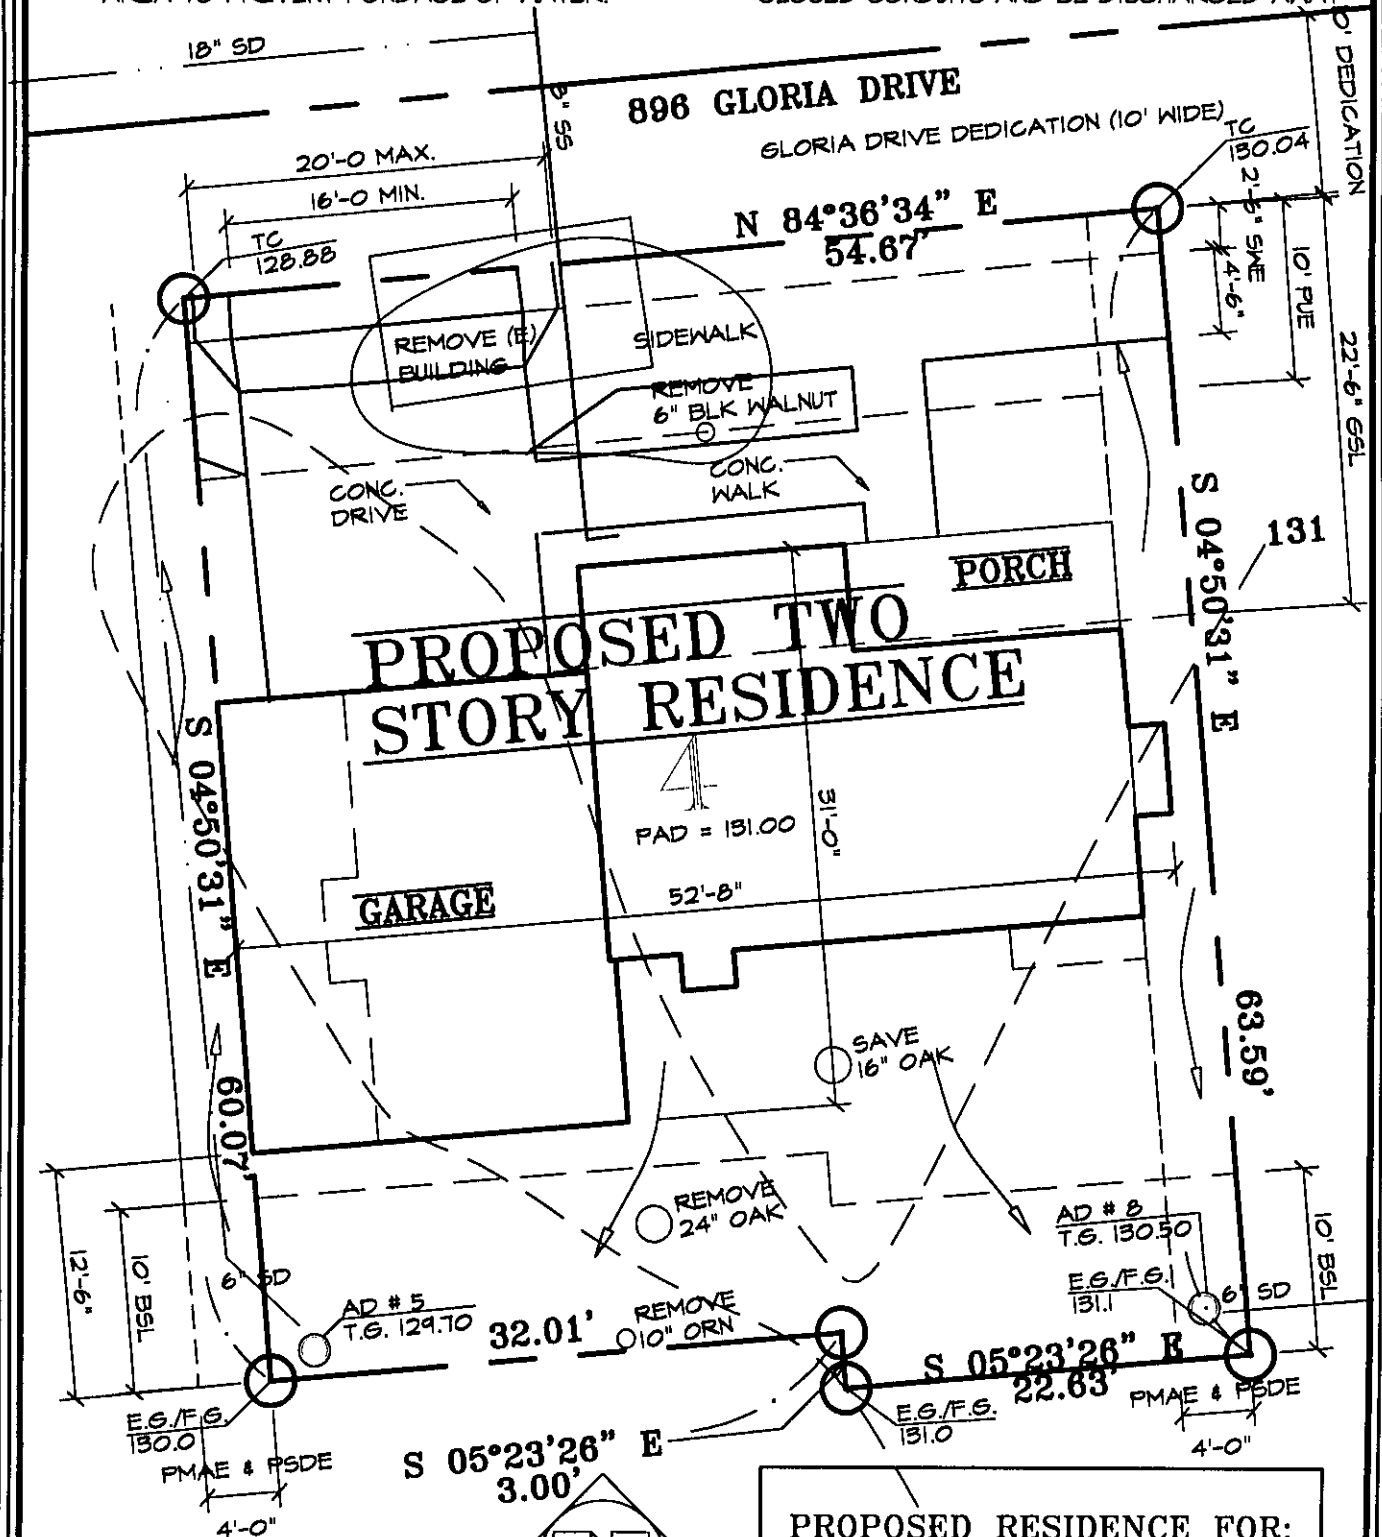 18" SD
8" SS
896 GLORIA DRIVE
GLORIA DRIVE DEDICATION (10' WIDE)
10' DEDICATION
TC
130.04
20'-0 MAX.
16'-0 MIN.
TC
128.88
N 84°36'34" E
54.67'
2'-6" SWE
4'-6"
10' PUE
22'-6" GSL
REMOVE (E)
BUILDING
SIDEWALK
REMOVE
6" BLK WALNUT
CONC.
DRIVE
CONC.
WALK
S 04°50'31" E
131
PORCH
PROPOSED TWO
STORY RESIDENCE
4
PAD = 131.00
31'-0"
52'-8"
GARAGE
S 04°50'31" E
60.07'
63.59'
SAVE
16" OAK
REMOVE
24" OAK
AD # 8
T.G. 130.50
E.G./F.G.
131.1
6" SD
10' BSL
12'-6"
10' BSL
6" SD
AD # 5
T.G. 129.70
32.01'
REMOVE
10" ORN
S 05°23'26" E
22.63'
PMAE & PSDE
4'-0"
E.G./F.G.
130.0
PMAE & PSDE
4'-0"
S 05°23'26" E
3.00'
E.G./F.G.
131.0
PROPOSED RESIDENCE FOR: